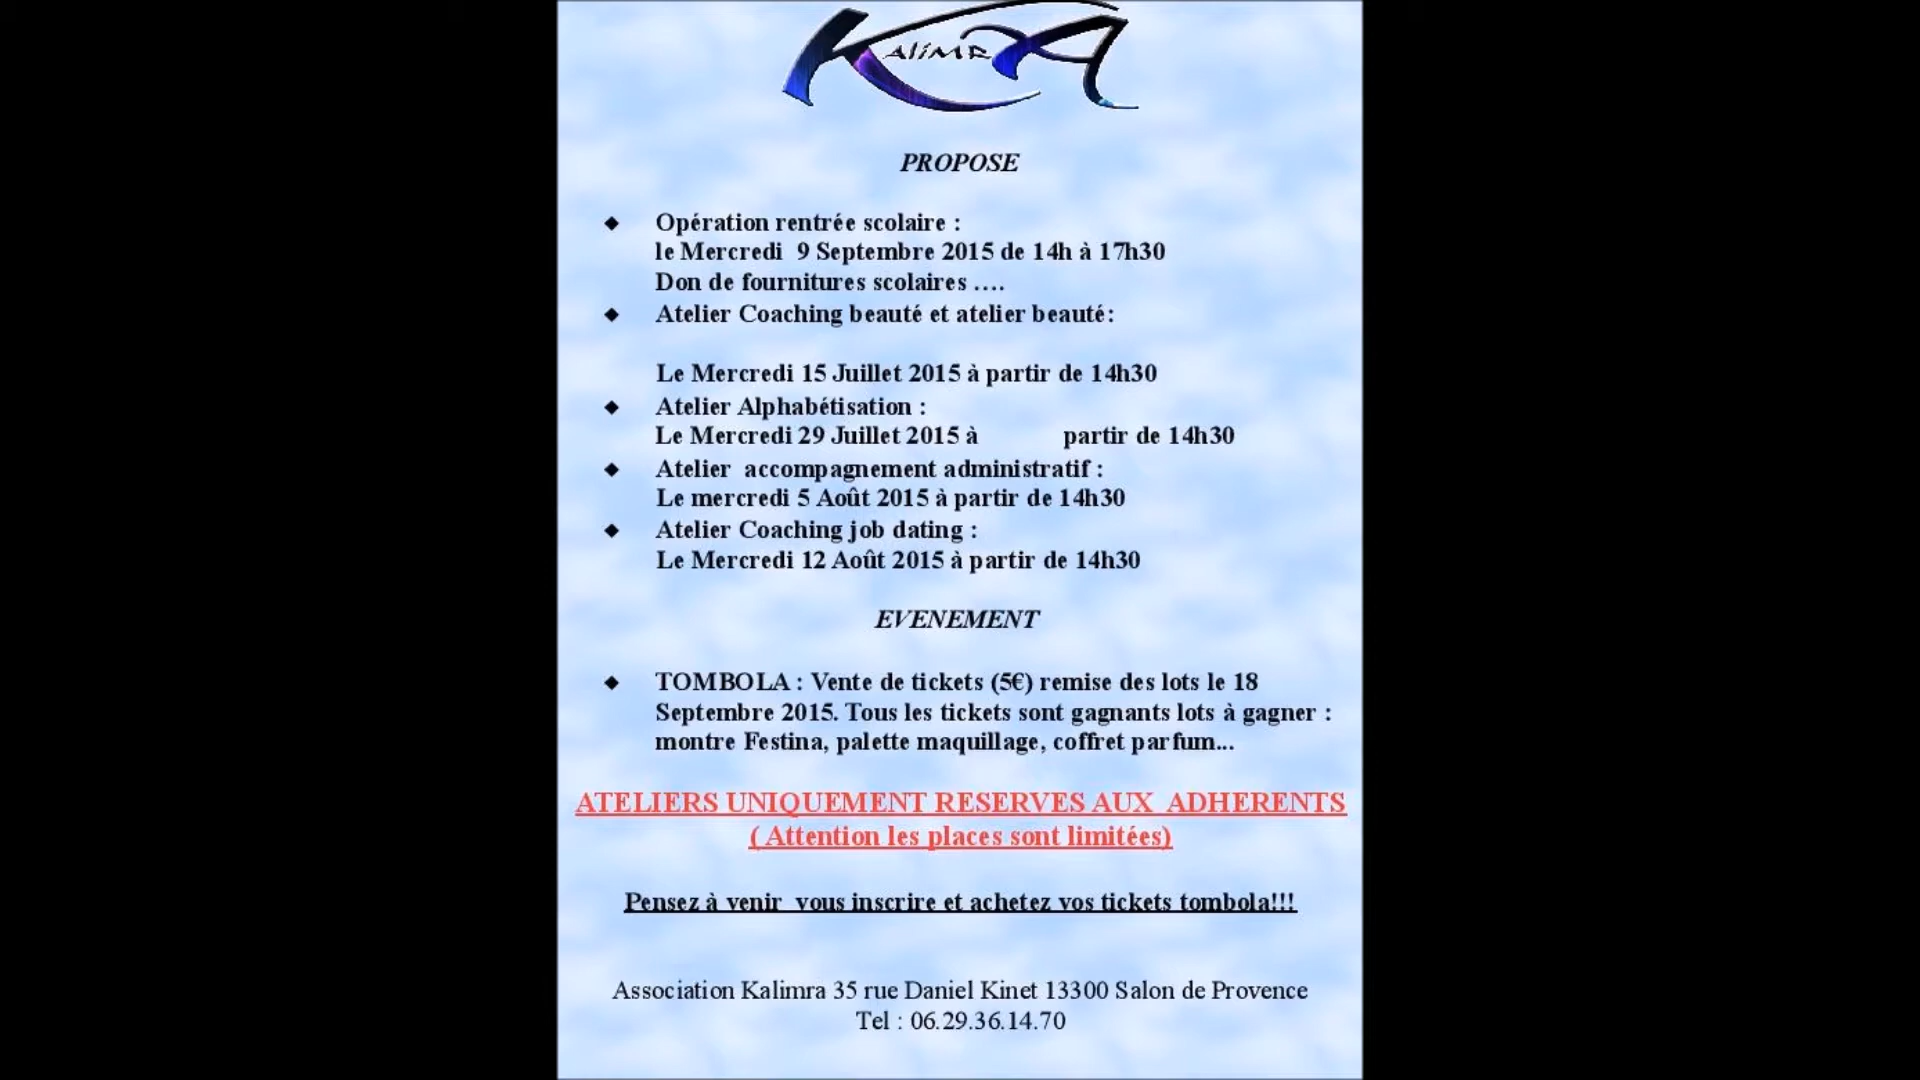 KAlimRA
PROPOSE
Opération rentrée scolaire :
le Mercredi 9 Septembre 2015 de 14h à 17h30
Don de fournitures scolaires ….
Atelier Coaching beauté et atelier beauté:
Le Mercredi 15 Juillet 2015 à partir de 14h30
Atelier Alphabétisation :
Le Mercredi 29 Juillet 2015 à partir de 14h30
Atelier accompagnement administratif :
Le mercredi 5 Août 2015 à partir de 14h30
Atelier Coaching job dating :
Le Mercredi 12 Août 2015 à partir de 14h30
EVENEMENT
TOMBOLA : Vente de tickets (5€) remise des lots le 18
Septembre 2015. Tous les tickets sont gagnants lots à gagner :
montre Festina, palette maquillage, coffret parfum...
ATELIERS UNIQUEMENT RESERVES AUX ADHERENTS
( Attention les places sont limitées)
Pensez à venir vous inscrire et achetez vos tickets tombola!!!
Association Kalimra 35 rue Daniel Kinet 13300 Salon de Provence
Tel : 06.29.36.14.70